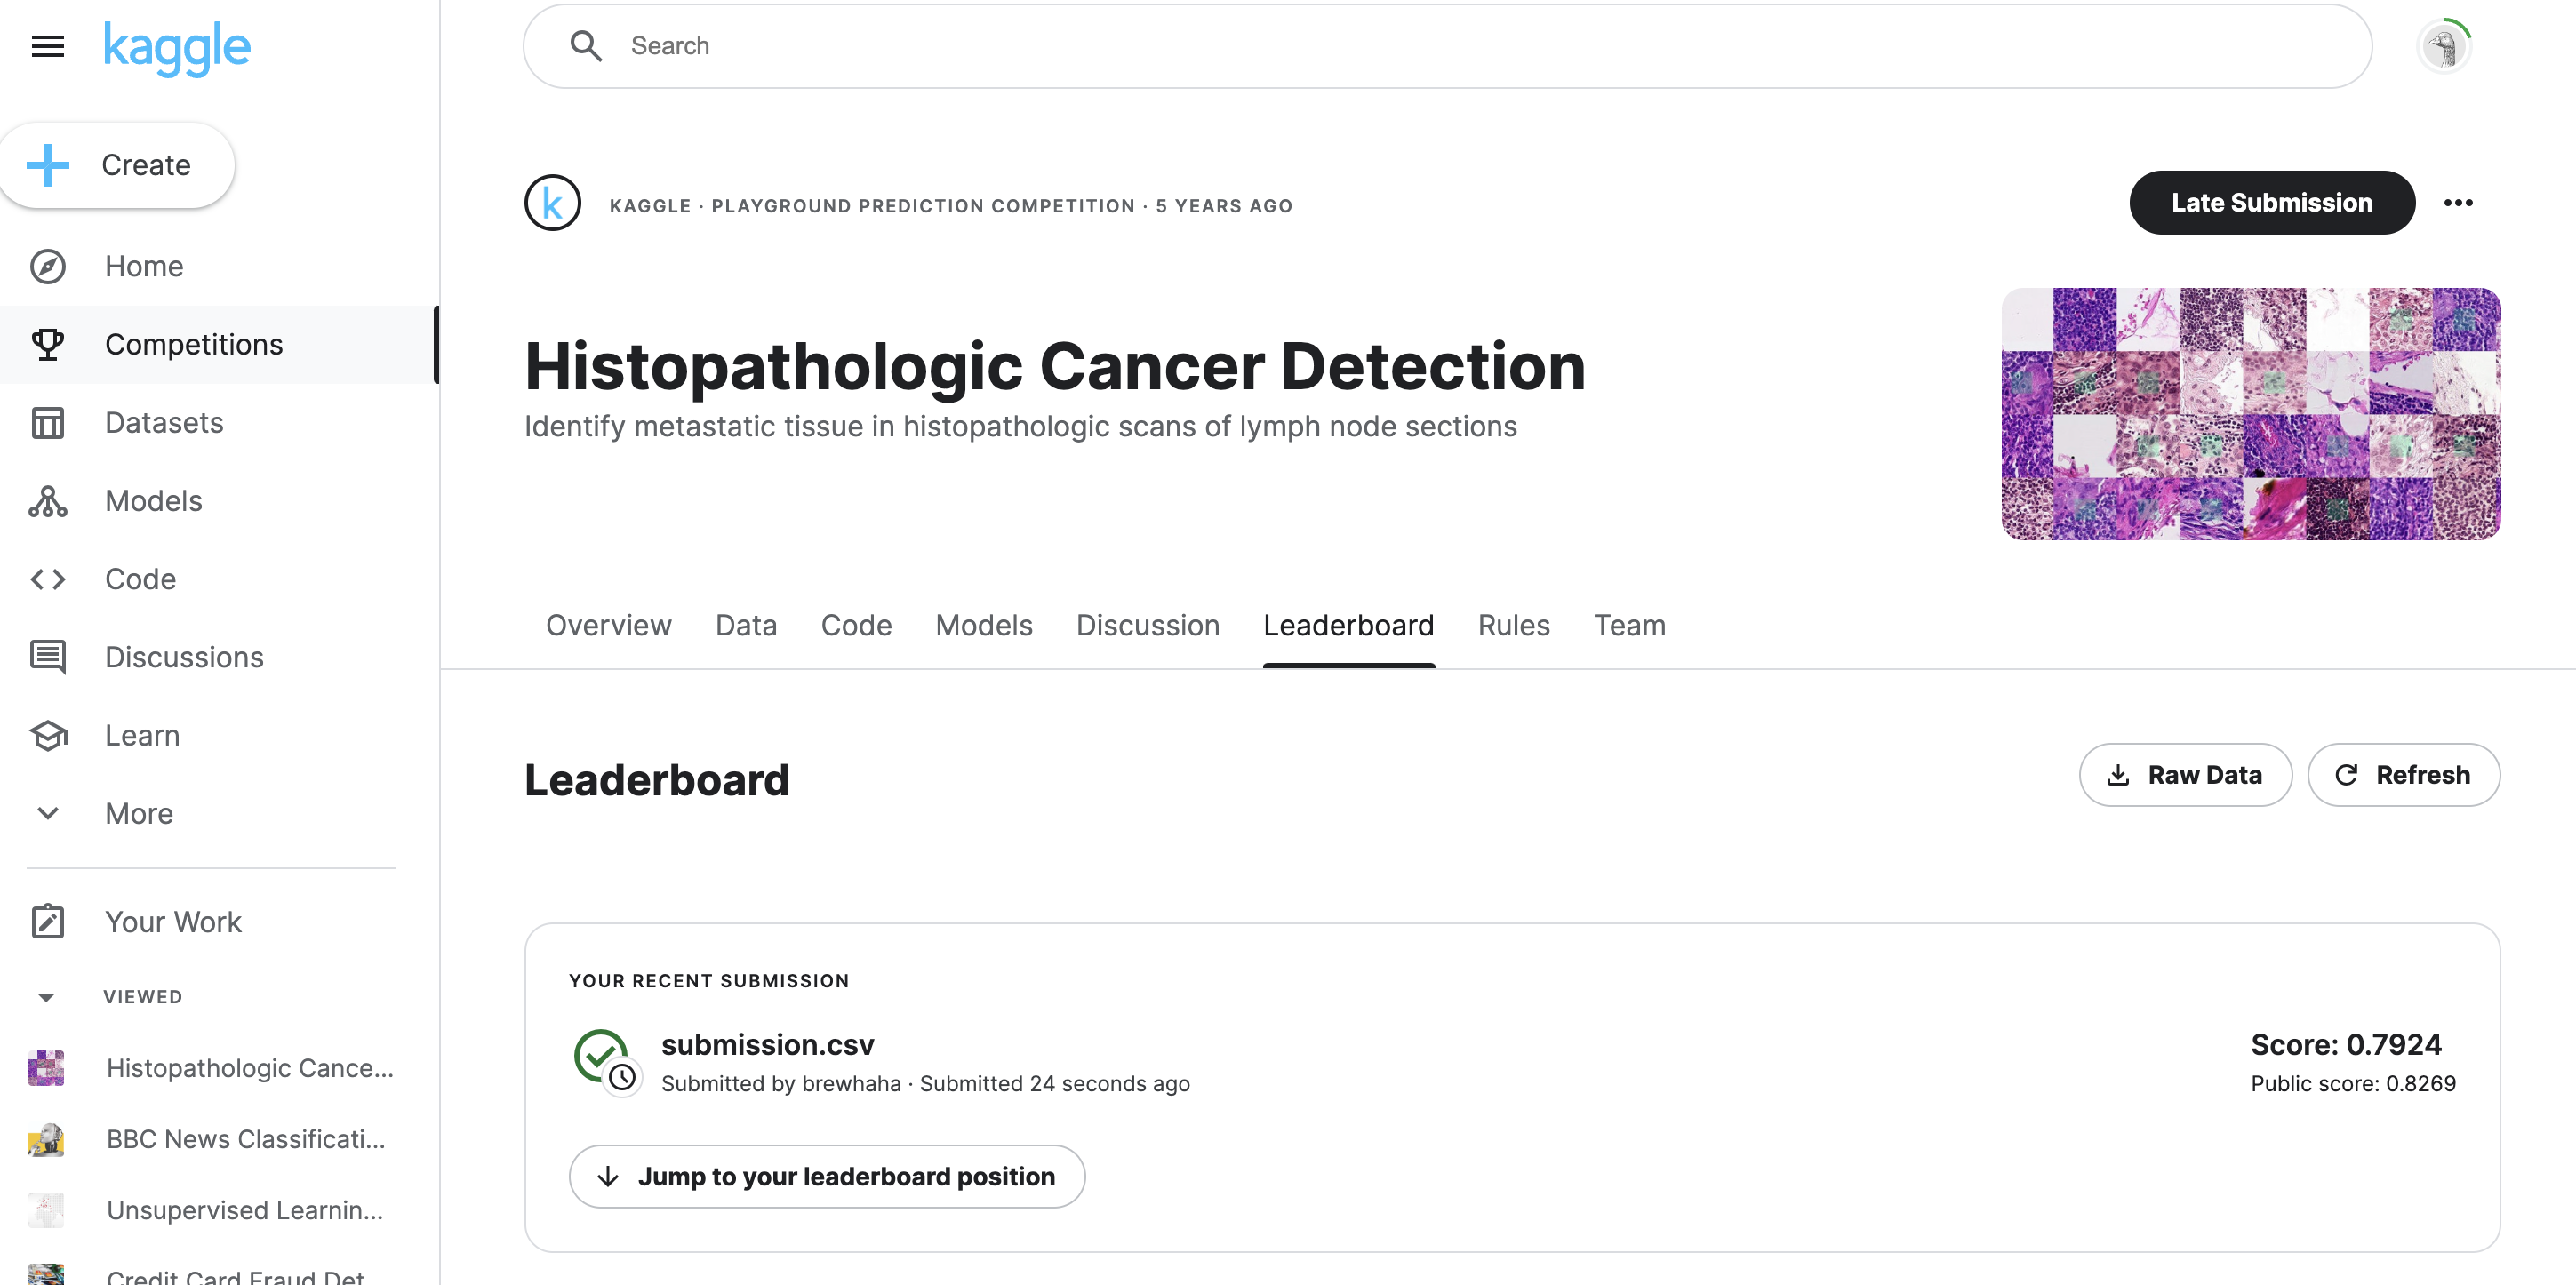 kaggle
Search
Create
Home
Competitions
Datasets
Models
Code
Discussions
Learn
More
Your Work
VIEWED
Histopathologic Cance...
BBC News Classificati...
Unsupervised Learnin...
Credit Card Fraud Det
k
KAGGLE · PLAYGROUND PREDICTION COMPETITION · 5 YEARS AGO
Late Submission
Histopathologic Cancer Detection
Identify metastatic tissue in histopathologic scans of lymph node sections
Overview Data Code Models Discussion Leaderboard Rules Team
Leaderboard
Raw Data
Refresh
YOUR RECENT SUBMISSION
submission.csv
Submitted by brewhaha · Submitted 24 seconds ago
Score: 0.7924
Public score: 0.8269
Jump to your leaderboard position